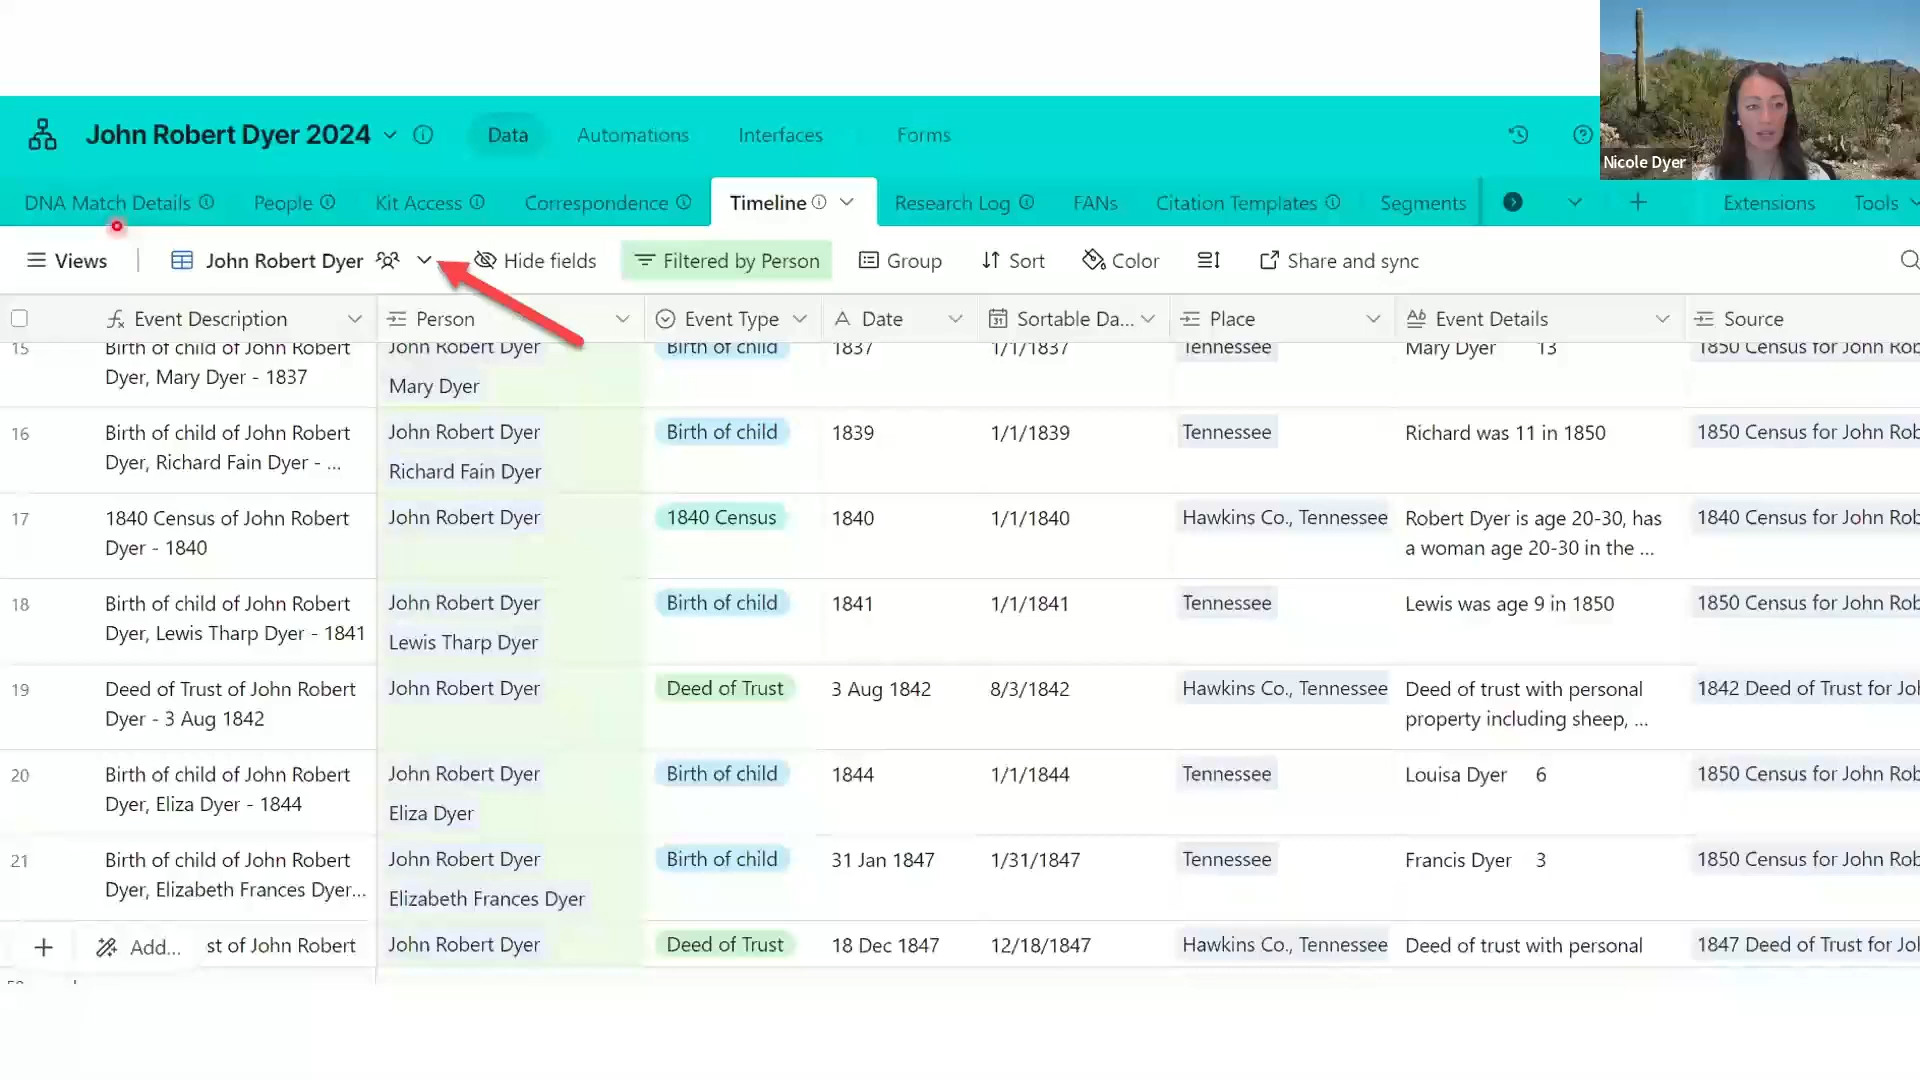 Nicole Dyer
John Robert Dyer 2024
Data
Automations
Interfaces
Forms
DNA Match Details
People
Kit Access
Correspondence
Timeline
Research Log
FANs
Citation Templates
Segments
Extensions
Tools
Views
John Robert Dyer
Hide fields
Filtered by Person
Group
Sort
Color
Share and sync
Event Description
Person
Event Type
Date
Sortable Da...
Place
Event Details
Source
15
Birth of child of John Robert
Dyer, Mary Dyer - 1837
John Robert Dyer
Mary Dyer
Birth of child
1837
1/1/1837
Tennessee
Mary Dyer 13
1850 Census for John Rob
16
Birth of child of John Robert
Dyer, Richard Fain Dyer - ...
John Robert Dyer
Richard Fain Dyer
Birth of child
1839
1/1/1839
Tennessee
Richard was 11 in 1850
1850 Census for John Rob
17
1840 Census of John Robert
Dyer - 1840
John Robert Dyer
1840 Census
1840
1/1/1840
Hawkins Co., Tennessee
Robert Dyer is age 20-30, has
a woman age 20-30 in the ...
1840 Census for John Rob
18
Birth of child of John Robert
Dyer, Lewis Tharp Dyer - 1841
John Robert Dyer
Lewis Tharp Dyer
Birth of child
1841
1/1/1841
Tennessee
Lewis was age 9 in 1850
1850 Census for John Rob
19
Deed of Trust of John Robert
Dyer - 3 Aug 1842
John Robert Dyer
Deed of Trust
3 Aug 1842
8/3/1842
Hawkins Co., Tennessee
Deed of trust with personal
property including sheep, ...
1842 Deed of Trust for Jo
20
Birth of child of John Robert
Dyer, Eliza Dyer - 1844
John Robert Dyer
Eliza Dyer
Birth of child
1844
1/1/1844
Tennessee
Louisa Dyer 6
1850 Census for John Rob
21
Birth of child of John Robert
Dyer, Elizabeth Frances Dyer...
John Robert Dyer
Elizabeth Frances Dyer
Birth of child
31 Jan 1847
1/31/1847
Tennessee
Francis Dyer 3
1850 Census for John Rob
Add...
st of John Robert
John Robert Dyer
Deed of Trust
18 Dec 1847
12/18/1847
Hawkins Co., Tennessee
Deed of trust with personal
1847 Deed of Trust for Jo